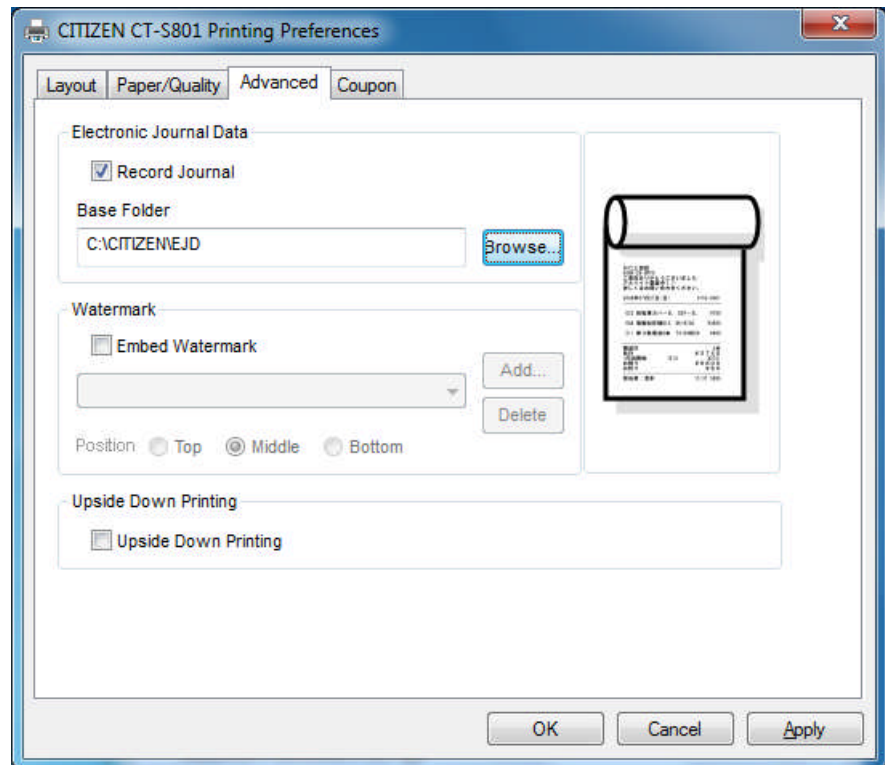 CITIZEN CT-S801 Printing Preferences
Layout Paper/Quality Advanced Coupon
Electronic Journal Data
Record Journal
Base Folder
C:\CITIZEN\EJD
Browse...
Watermark
Embed Watermark
Add...
Delete
Position Top Middle Bottom
Upside Down Printing
Upside Down Printing
OK Cancel Apply